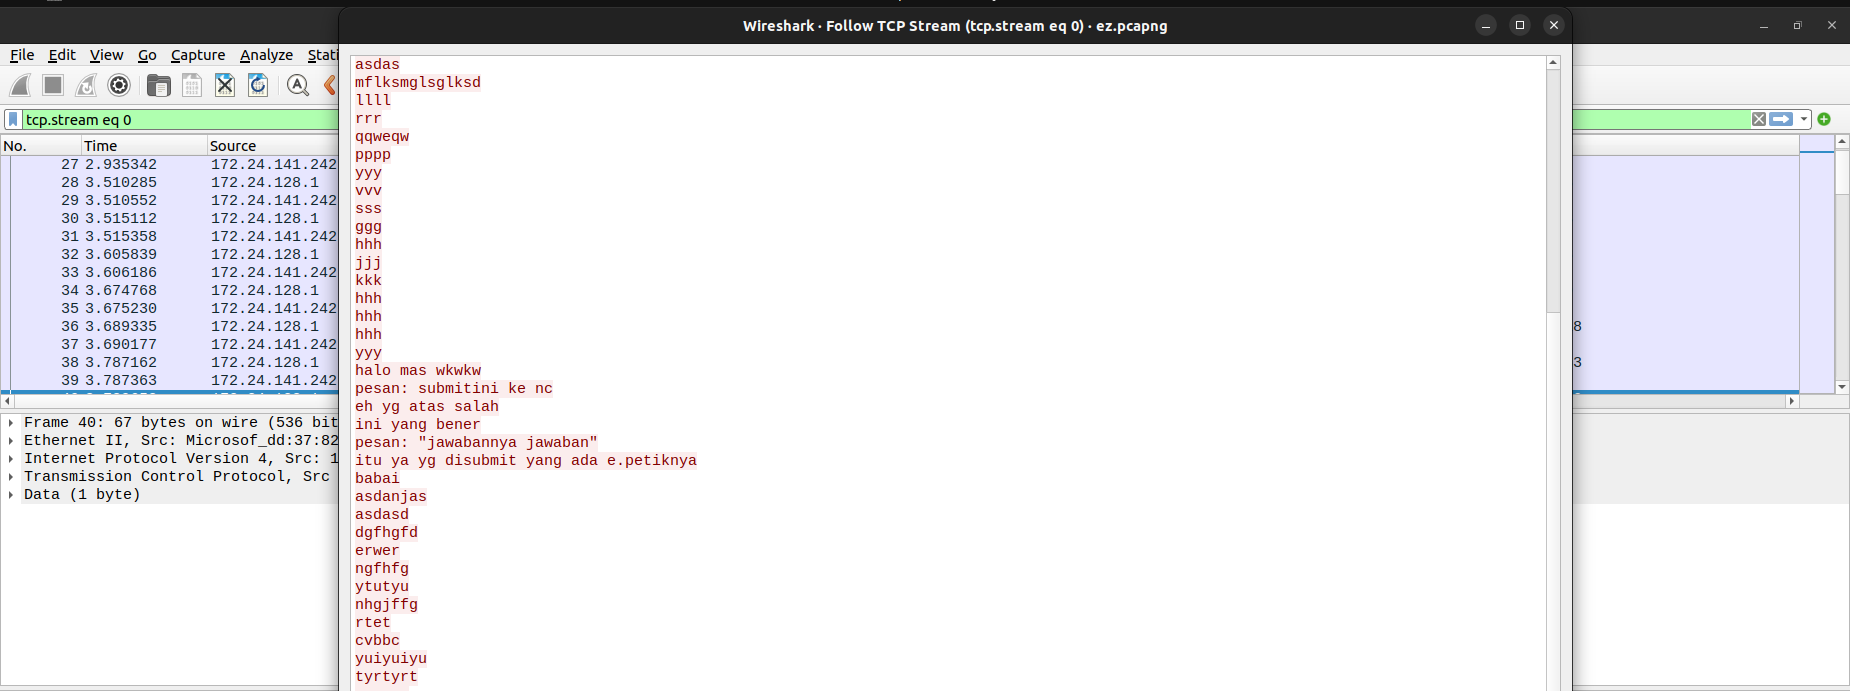 Wireshark · Follow TCP Stream (tcp.stream eq 0) · ez.pcapng
File Edit View Go Capture Analyze Stati
tcp.stream eq 0
No. Time Source
27 2.935342 172.24.141.242
28 3.510285 172.24.128.1
29 3.510552 172.24.141.242
30 3.515112 172.24.128.1
31 3.515358 172.24.141.242
32 3.605839 172.24.128.1
33 3.606186 172.24.141.242
34 3.674768 172.24.128.1
35 3.675230 172.24.141.242
36 3.689335 172.24.128.1
37 3.690177 172.24.141.242
38 3.787162 172.24.128.1
39 3.787363 172.24.141.242
8
3
Frame 40: 67 bytes on wire (536 bit
Ethernet II, Src: Microsof_dd:37:82
Internet Protocol Version 4, Src: 1
Transmission Control Protocol, Src
Data (1 byte)
asdas
mflksmglsglksd
llll
rrr
qqweqw
pppp
yyy
vvv
sss
ggg
hhh
jjj
kkk
hhh
hhh
hhh
yyy
halo mas wkwkw
pesan: submitini ke nc
eh yg atas salah
ini yang bener
pesan: "jawabannya jawaban"
itu ya yg disubmit yang ada e.petiknya
babai
asdanjas
asdasd
dgfhgfd
erwer
ngfhfg
ytutyu
nhgjffg
rtet
cvbbc
yuiyuiyu
tyrtyrt